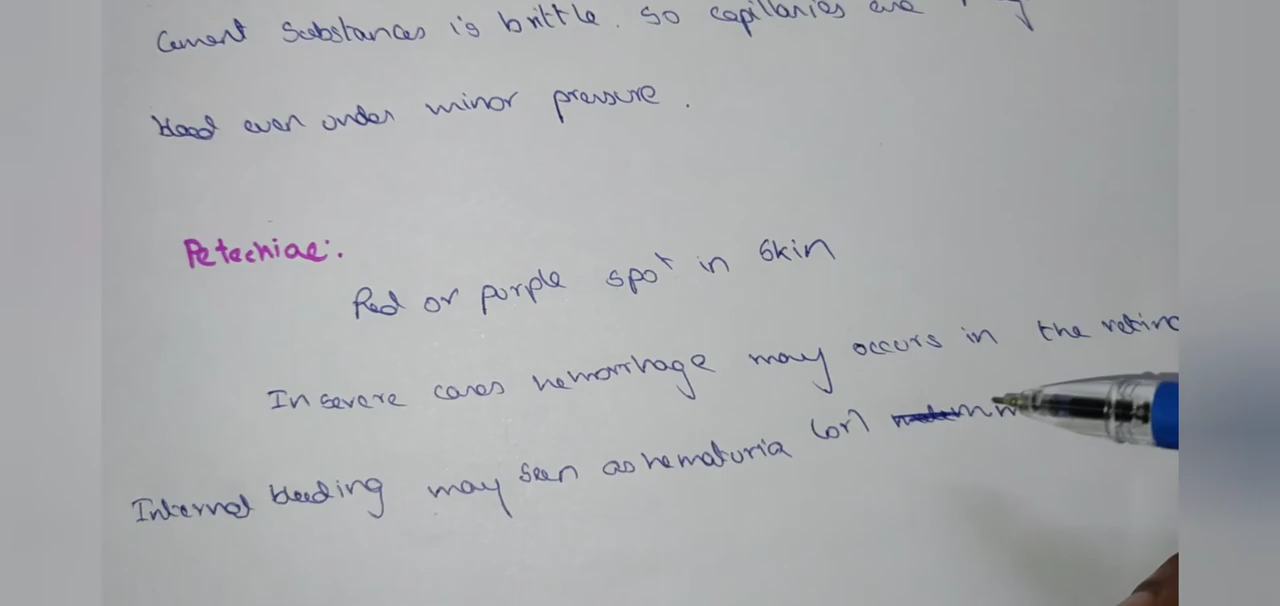 Cement Substances is brittle. so capillaries are
bleed even under minor pressure.
Petechiae:
Red or purple spot in skin
In severe cases hemorrhage may occurs in the retina
Internal bleeding may seen as hematuria (or)